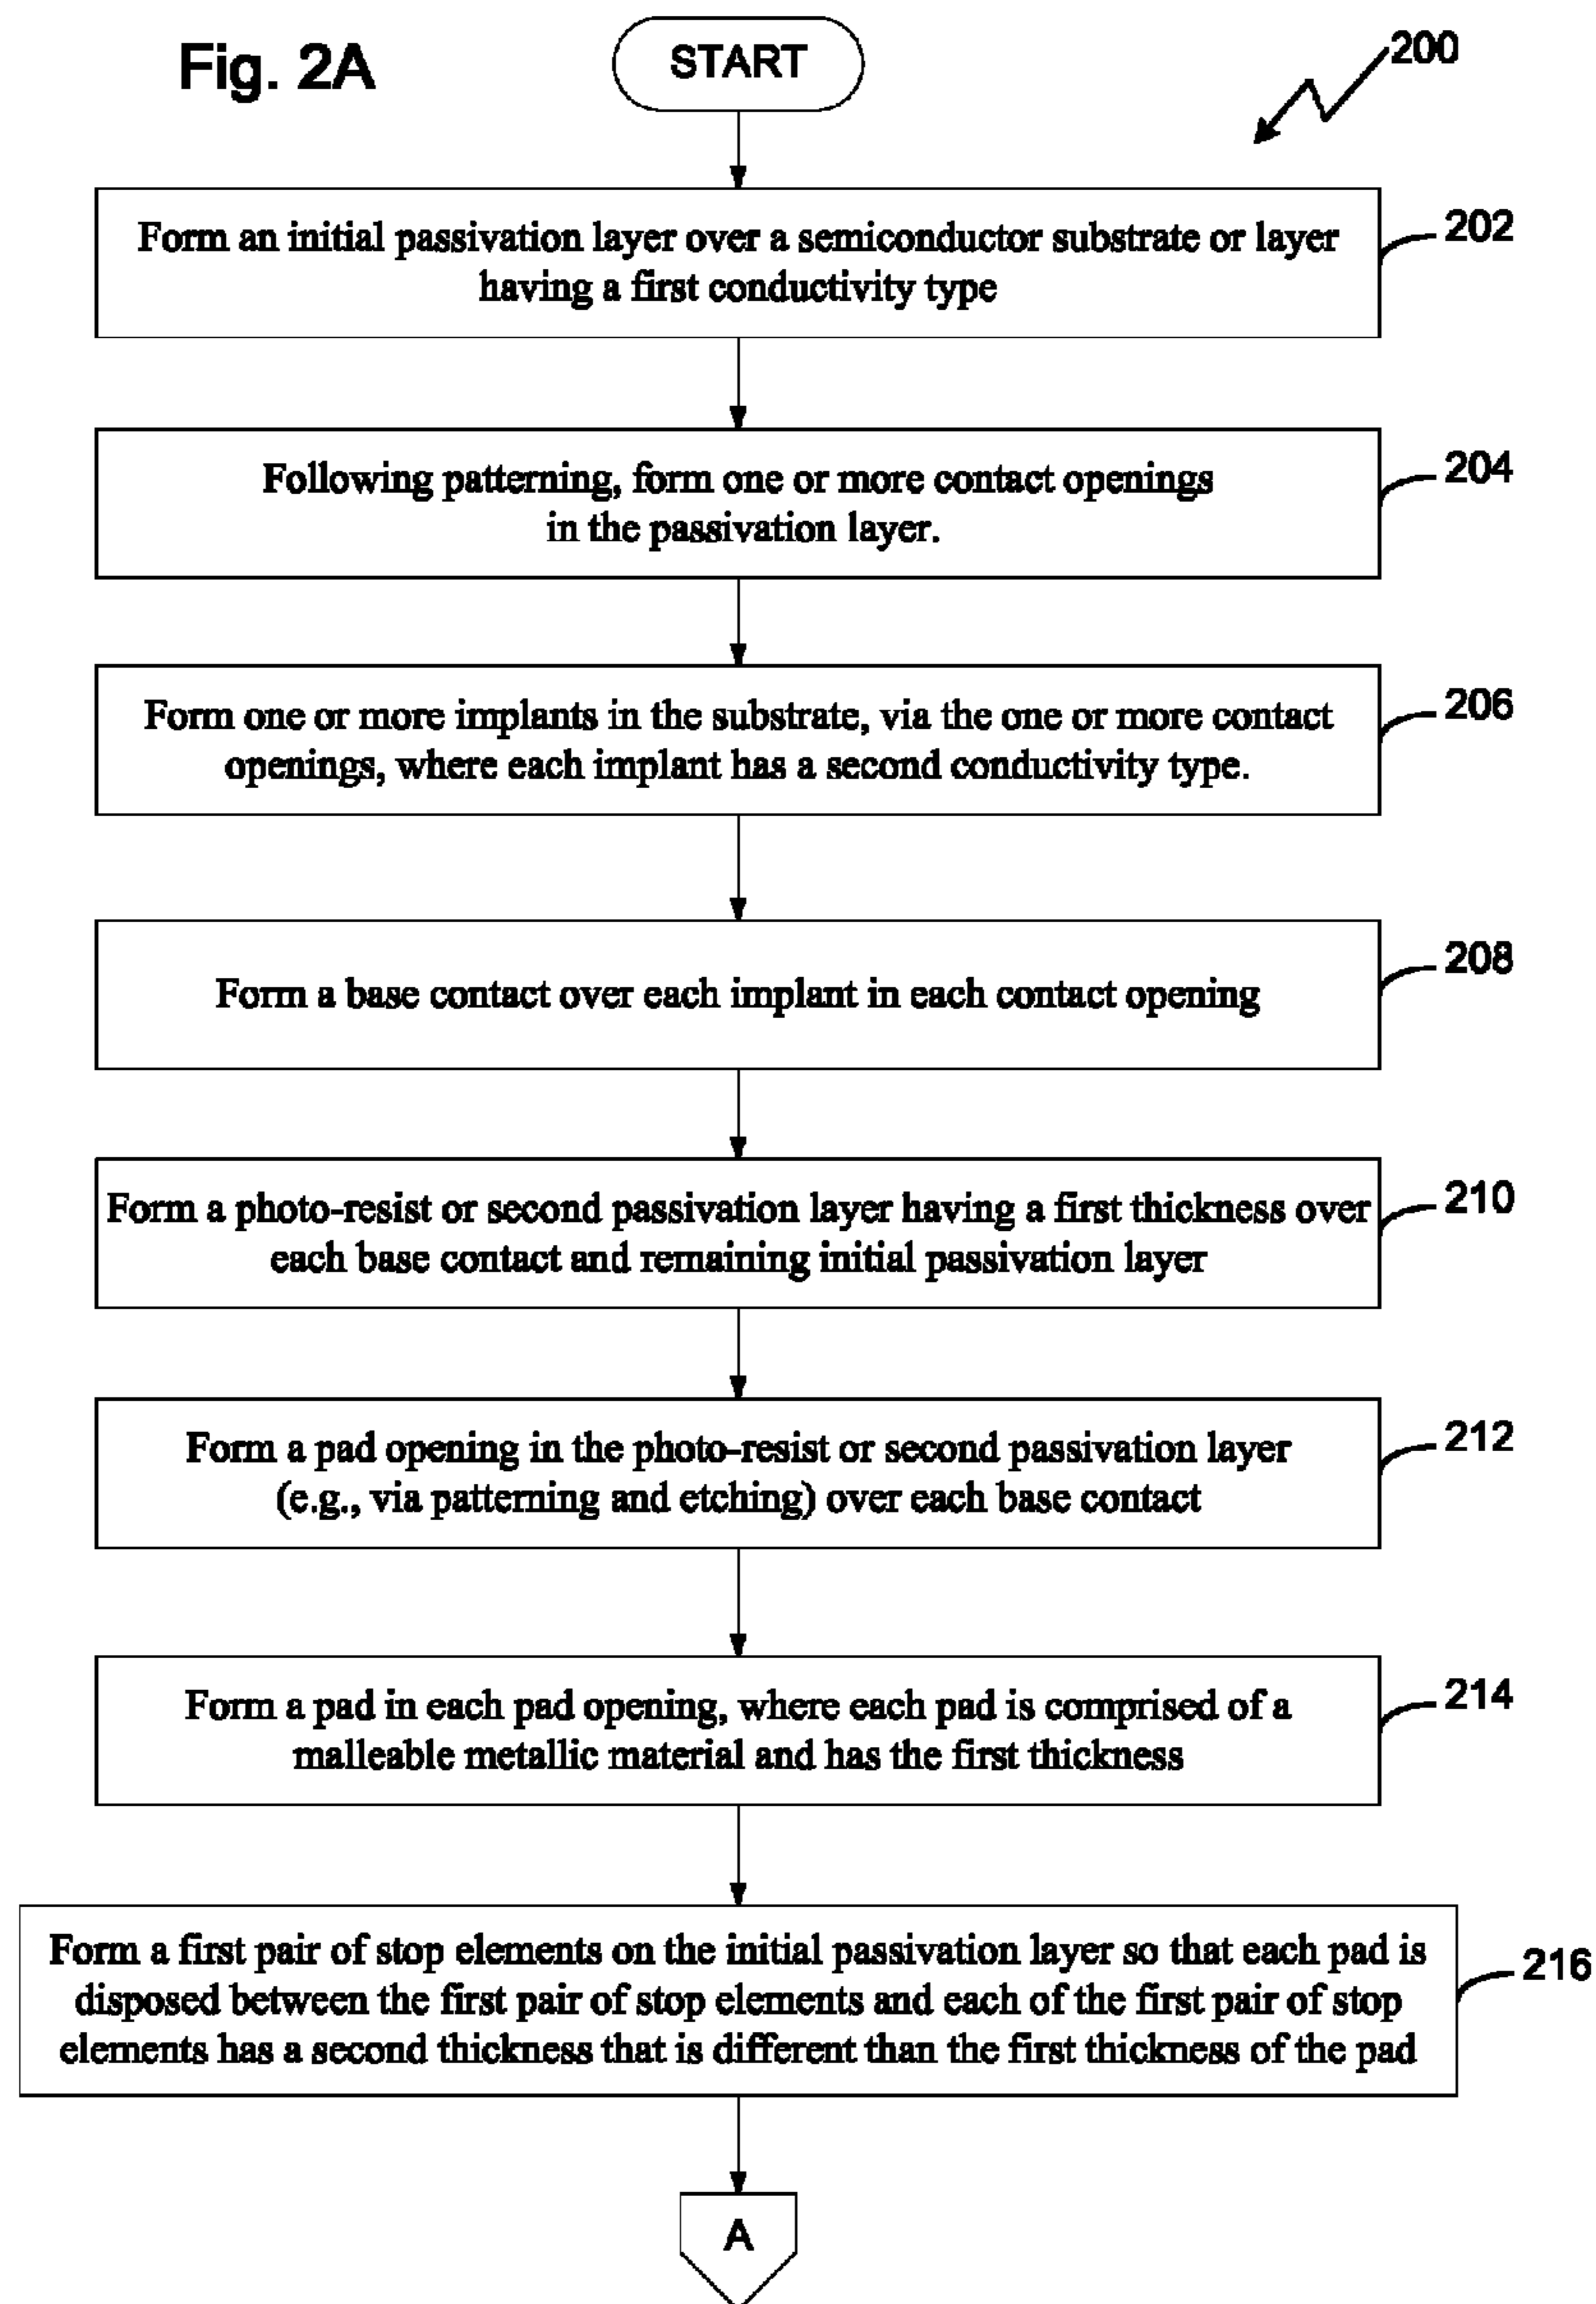 Fig. 2A
START
200
Form an initial passivation layer over a semiconductor substrate or layer
having a first conductivity type
202
Following patterning, form one or more contact openings
in the passivation layer.
204
Form one or more implants in the substrate, via the one or more contact
openings, where each implant has a second conductivity type.
206
Form a base contact over each implant in each contact opening
208
Form a photo-resist or second passivation layer having a first thickness over
each base contact and remaining initial passivation layer
210
Form a pad opening in the photo-resist or second passivation layer
(e.g., via patterning and etching) over each base contact
212
Form a pad in each pad opening, where each pad is comprised of a
malleable metallic material and has the first thickness
214
Form a first pair of stop elements on the initial passivation layer so that each pad is
disposed between the first pair of stop elements and each of the first pair of stop
elements has a second thickness that is different than the first thickness of the pad
216
A